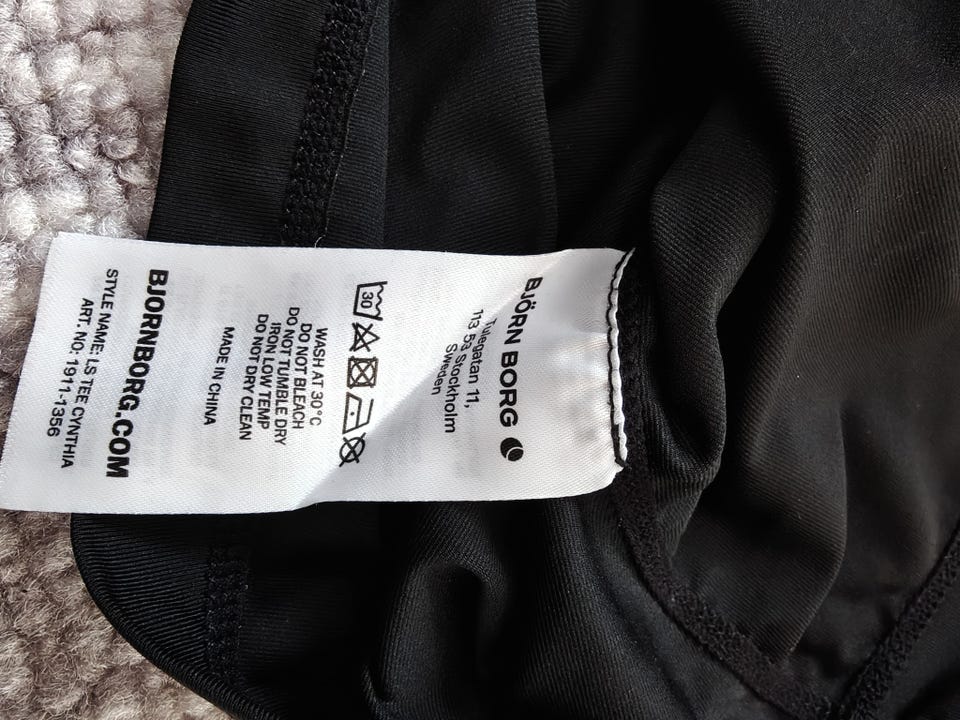 BJÖRN BORG
Tulegatan 11,
113 53 Stockholm
Sweden
30
WASH AT 30°C
DO NOT BLEACH
DO NOT TUMBLE DRY
IRON LOW TEMP
DO NOT DRY CLEAN
MADE IN CHINA
BJORNBORG.COM
STYLE NAME: LS TEE CYNTHIA
ART. NO: 1911-1356